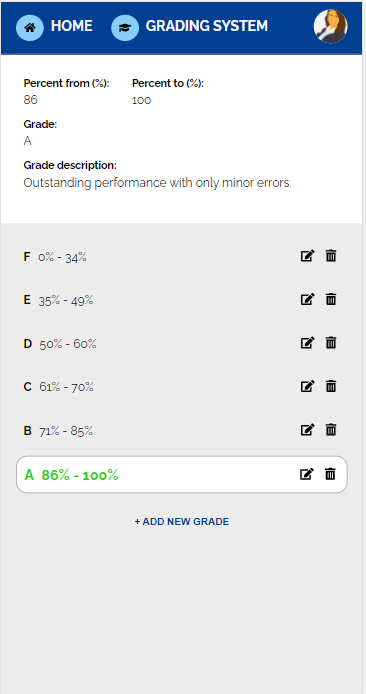 HOME GRADING SYSTEM
Percent from (%): Percent to (%):
86 100
Grade:
A
Grade description:
Outstanding performance with only minor errors.
F 0% - 34%
E 35% - 49%
D 50% - 60%
C 61% - 70%
B 71% - 85%
A 86% - 100%
+ ADD NEW GRADE